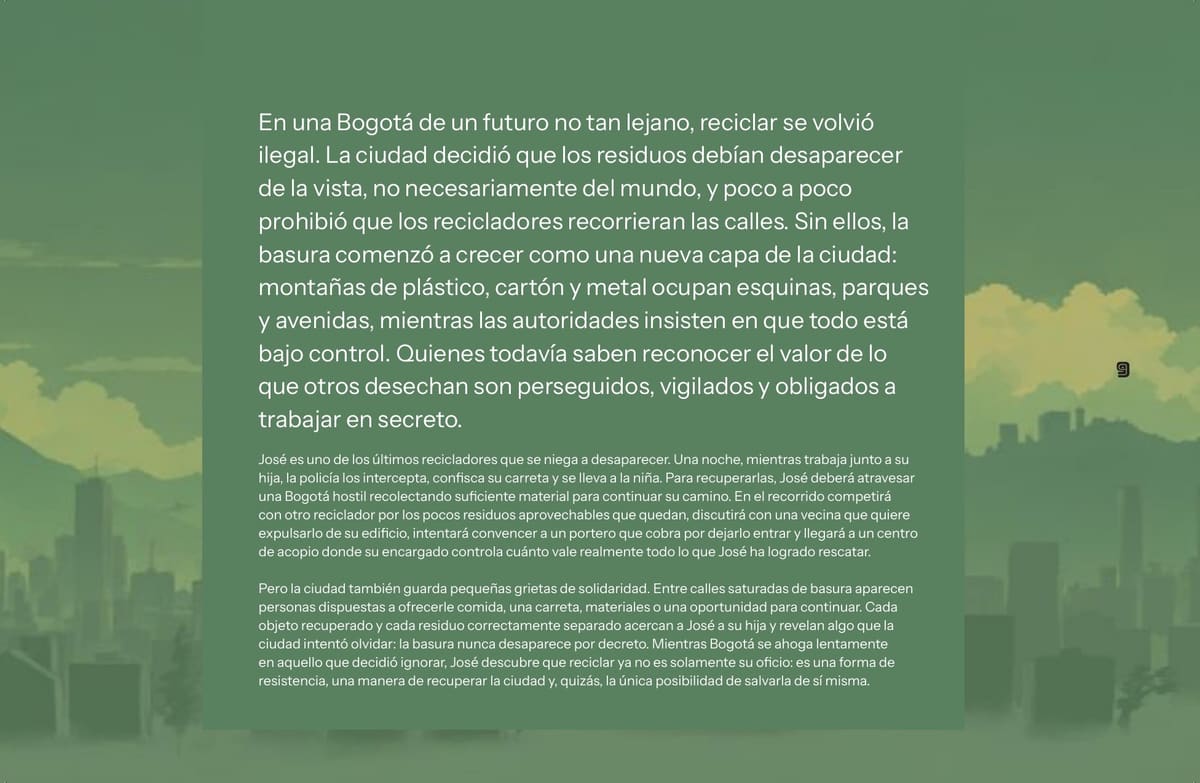 En una Bogotá de un futuro no tan lejano, reciclar se volvió
ilegal. La ciudad decidió que los residuos debían desaparecer
de la vista, no necesariamente del mundo, y poco a poco
prohibió que los recicladores recorrieran las calles. Sin ellos, la
basura comenzó a crecer como una nueva capa de la ciudad:
montañas de plástico, cartón y metal ocupan esquinas, parques
y avenidas, mientras las autoridades insisten en que todo está
bajo control. Quienes todavía saben reconocer el valor de lo
que otros desechan son perseguidos, vigilados y obligados a
trabajar en secreto.
José es uno de los últimos recicladores que se niega a desaparecer. Una noche, mientras trabaja junto a su
hija, la policía los intercepta, confisca su carreta y se lleva a la niña. Para recuperarlas, José deberá atravesar
una Bogotá hostil recolectando suficiente material para continuar su camino. En el recorrido competirá
con otro reciclador por los pocos residuos aprovechables que quedan, discutirá con una vecina que quiere
expulsarlo de su edificio, intentará convencer a un portero que cobra por dejarlo entrar y llegará a un centro
de acopio donde su encargado controla cuánto vale realmente todo lo que José ha logrado rescatar.
Pero la ciudad también guarda pequeñas grietas de solidaridad. Entre calles saturadas de basura aparecen
personas dispuestas a ofrecerle comida, una carreta, materiales o una oportunidad para continuar. Cada
objeto recuperado y cada residuo correctamente separado acercan a José a su hija y revelan algo que la
ciudad intentó olvidar: la basura nunca desaparece por decreto. Mientras Bogotá se ahoga lentamente
en aquello que decidió ignorar, José descubre que reciclar ya no es solamente su oficio: es una forma de
resistencia, una manera de recuperar la ciudad y, quizás, la única posibilidad de salvarla de sí misma.